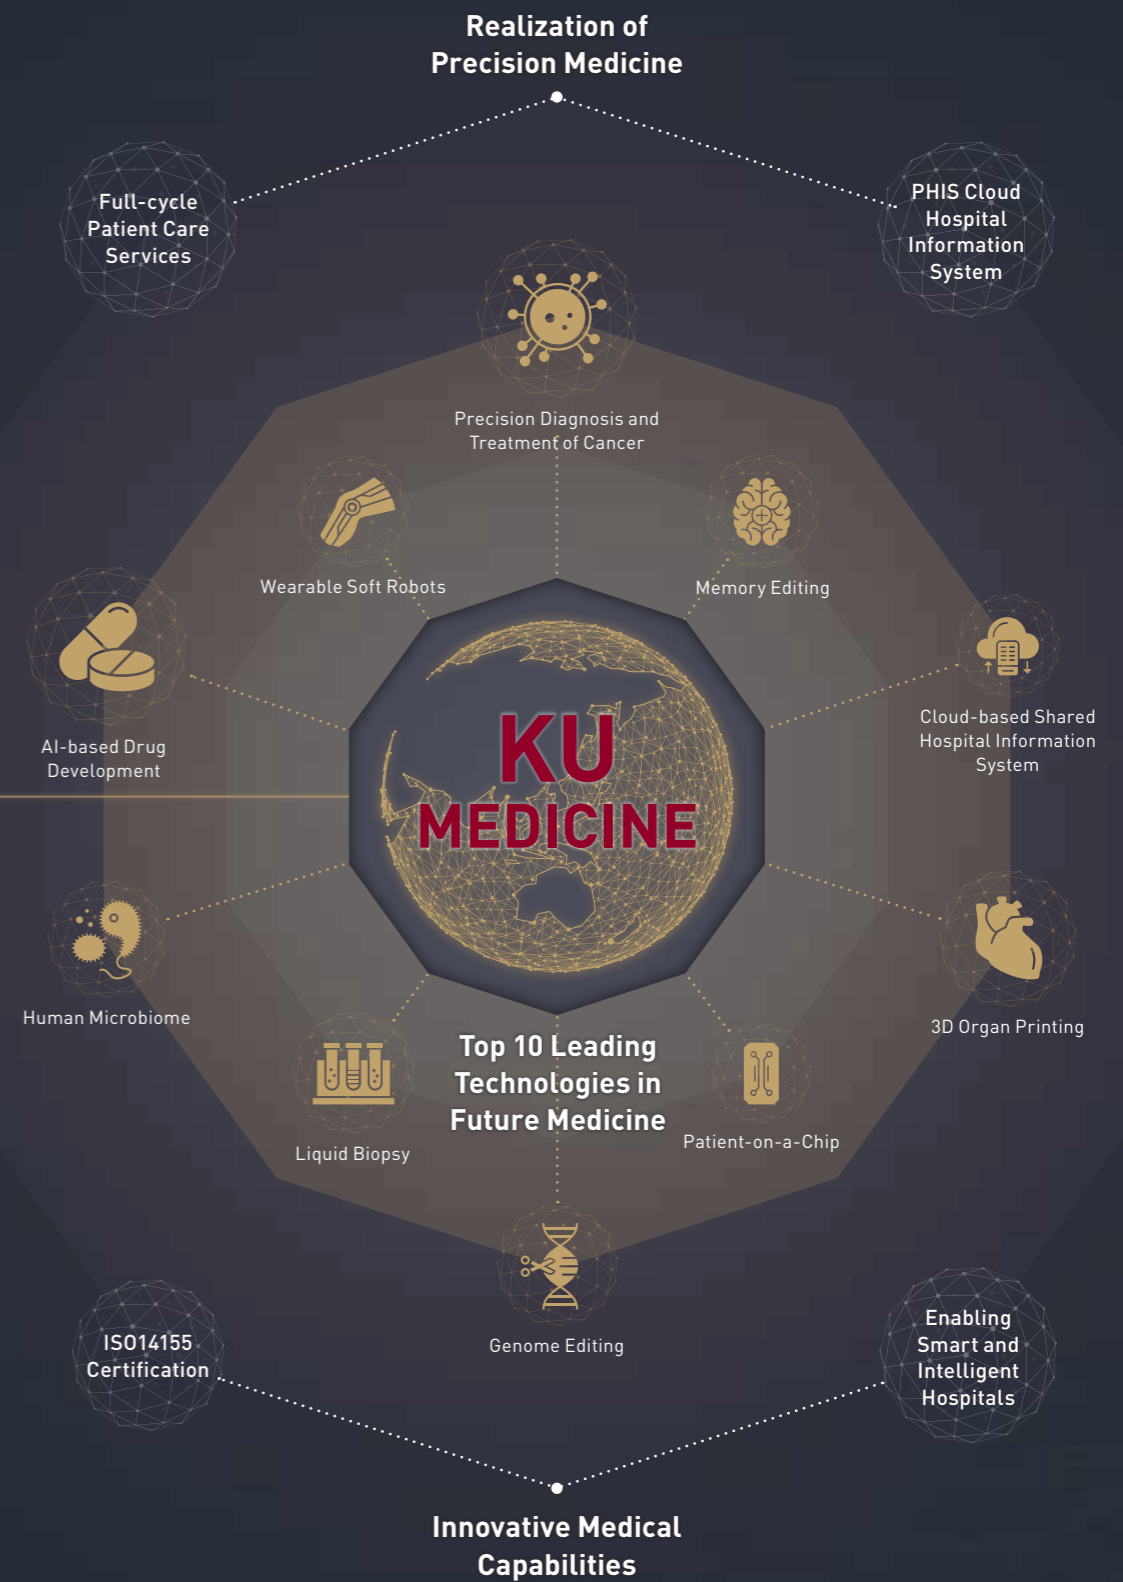 Realization of
Precision Medicine
Full-cycle
Patient Care
Services
PHIS Cloud
Hospital
Information
System
Precision Diagnosis and
Treatment of Cancer
Wearable Soft Robots
Memory Editing
AI-based Drug
Development
Cloud-based Shared
Hospital Information
System
KU
MEDICINE
Human Microbiome
3D Organ Printing
Top 10 Leading
Technologies in
Future Medicine
Liquid Biopsy
Patient-on-a-Chip
Genome Editing
ISO14155
Certification
Enabling
Smart and
Intelligent
Hospitals
Innovative Medical
Capabilities